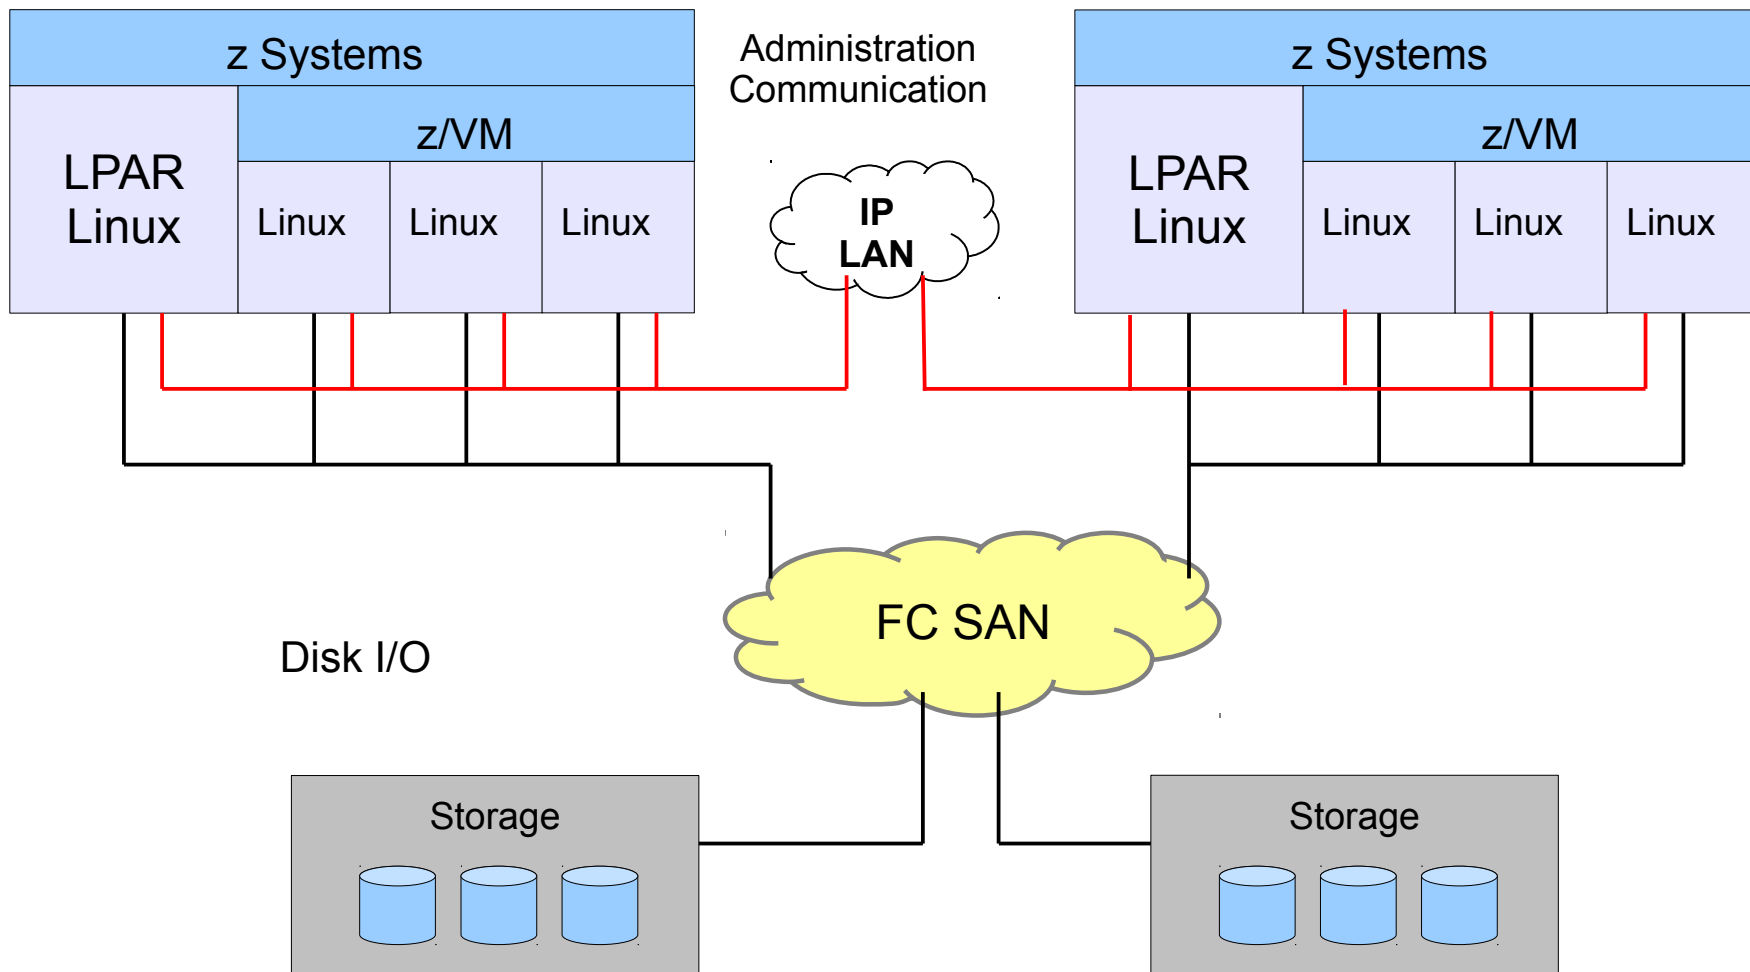 z Systems
z/VM
LPAR
Linux
Linux
Linux
Linux
Administration
Communication
IP
LAN
z Systems
z/VM
LPAR
Linux
Linux
Linux
Linux
FC SAN
Disk I/O
Storage
Storage